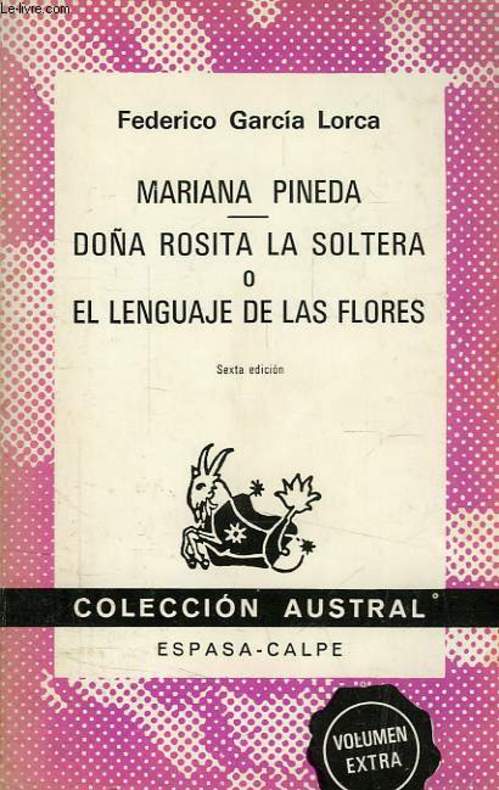 Le-livre.com
Federico García Lorca
MARIANA PINEDA
DOÑA ROSITA LA SOLTERA
O
EL LENGUAJE DE LAS FLORES
Sexta edición
COLECCIÓN AUSTRAL
ESPASA-CALPE
VOLUMEN
EXTRA